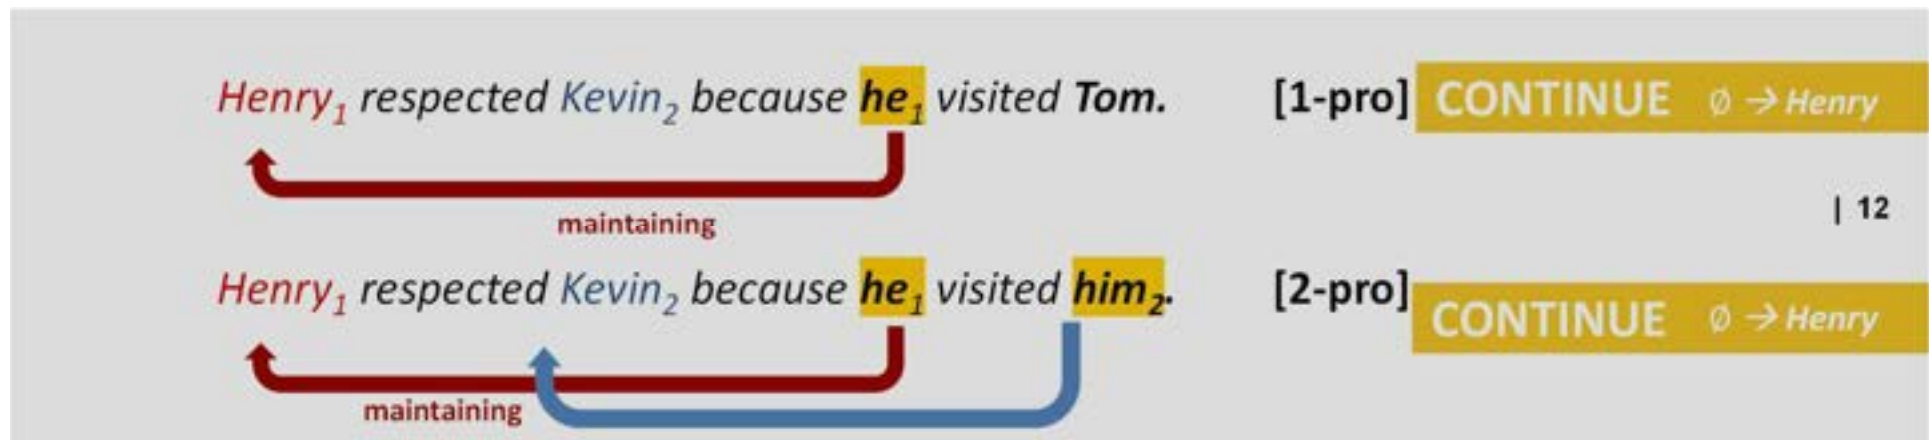 Henry₁ respected Kevin₂ because he₁ visited Tom. [1-pro] CONTINUE ∅ → Henry
maintaining
| 12
Henry₁ respected Kevin₂ because he₁ visited him₂. [2-pro] CONTINUE ∅ → Henry
maintaining